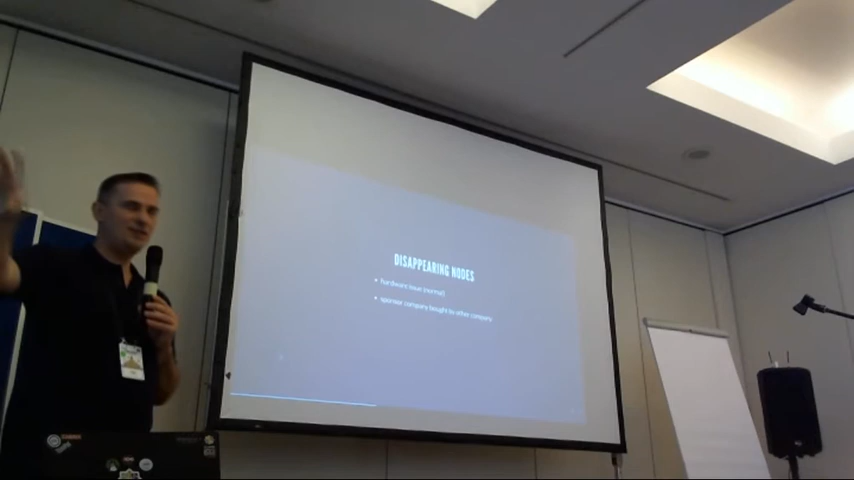 DISAPPEARING NODES
hardware issue (normal)
sponsor company bought by other company